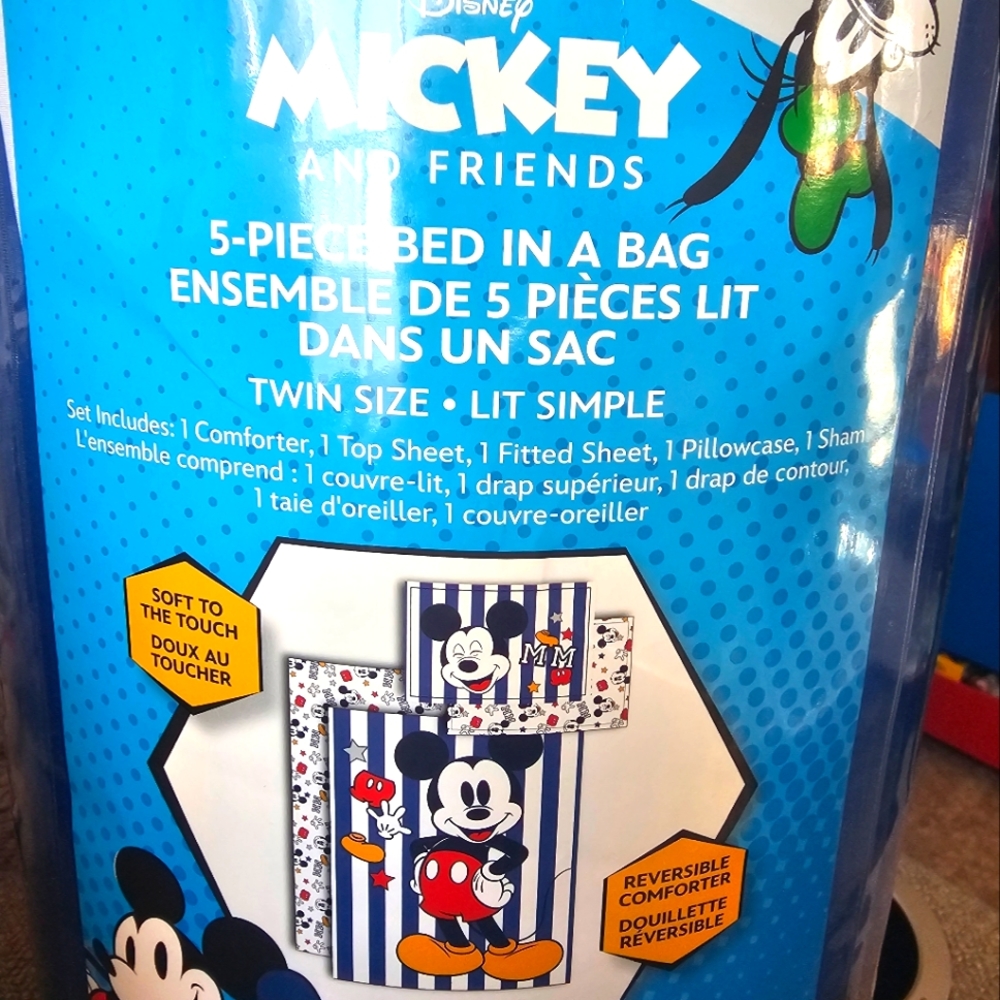 Disney
MICKEY
AND FRIENDS
5-PIECE BED IN A BAG
ENSEMBLE DE 5 PIÈCES LIT
DANS UN SAC
TWIN SIZE • LIT SIMPLE
Set Includes: 1 Comforter, 1 Top Sheet, 1 Fitted Sheet, 1 Pillowcase, 1 Sham
L'ensemble comprend : 1 couvre-lit, 1 drap supérieur, 1 drap de contour,
1 taie d'oreiller, 1 couvre-oreiller
SOFT TO
THE TOUCH
DOUX AU
TOUCHER
MM
REVERSIBLE
COMFORTER
DOUILLETTE
RÉVERSIBLE